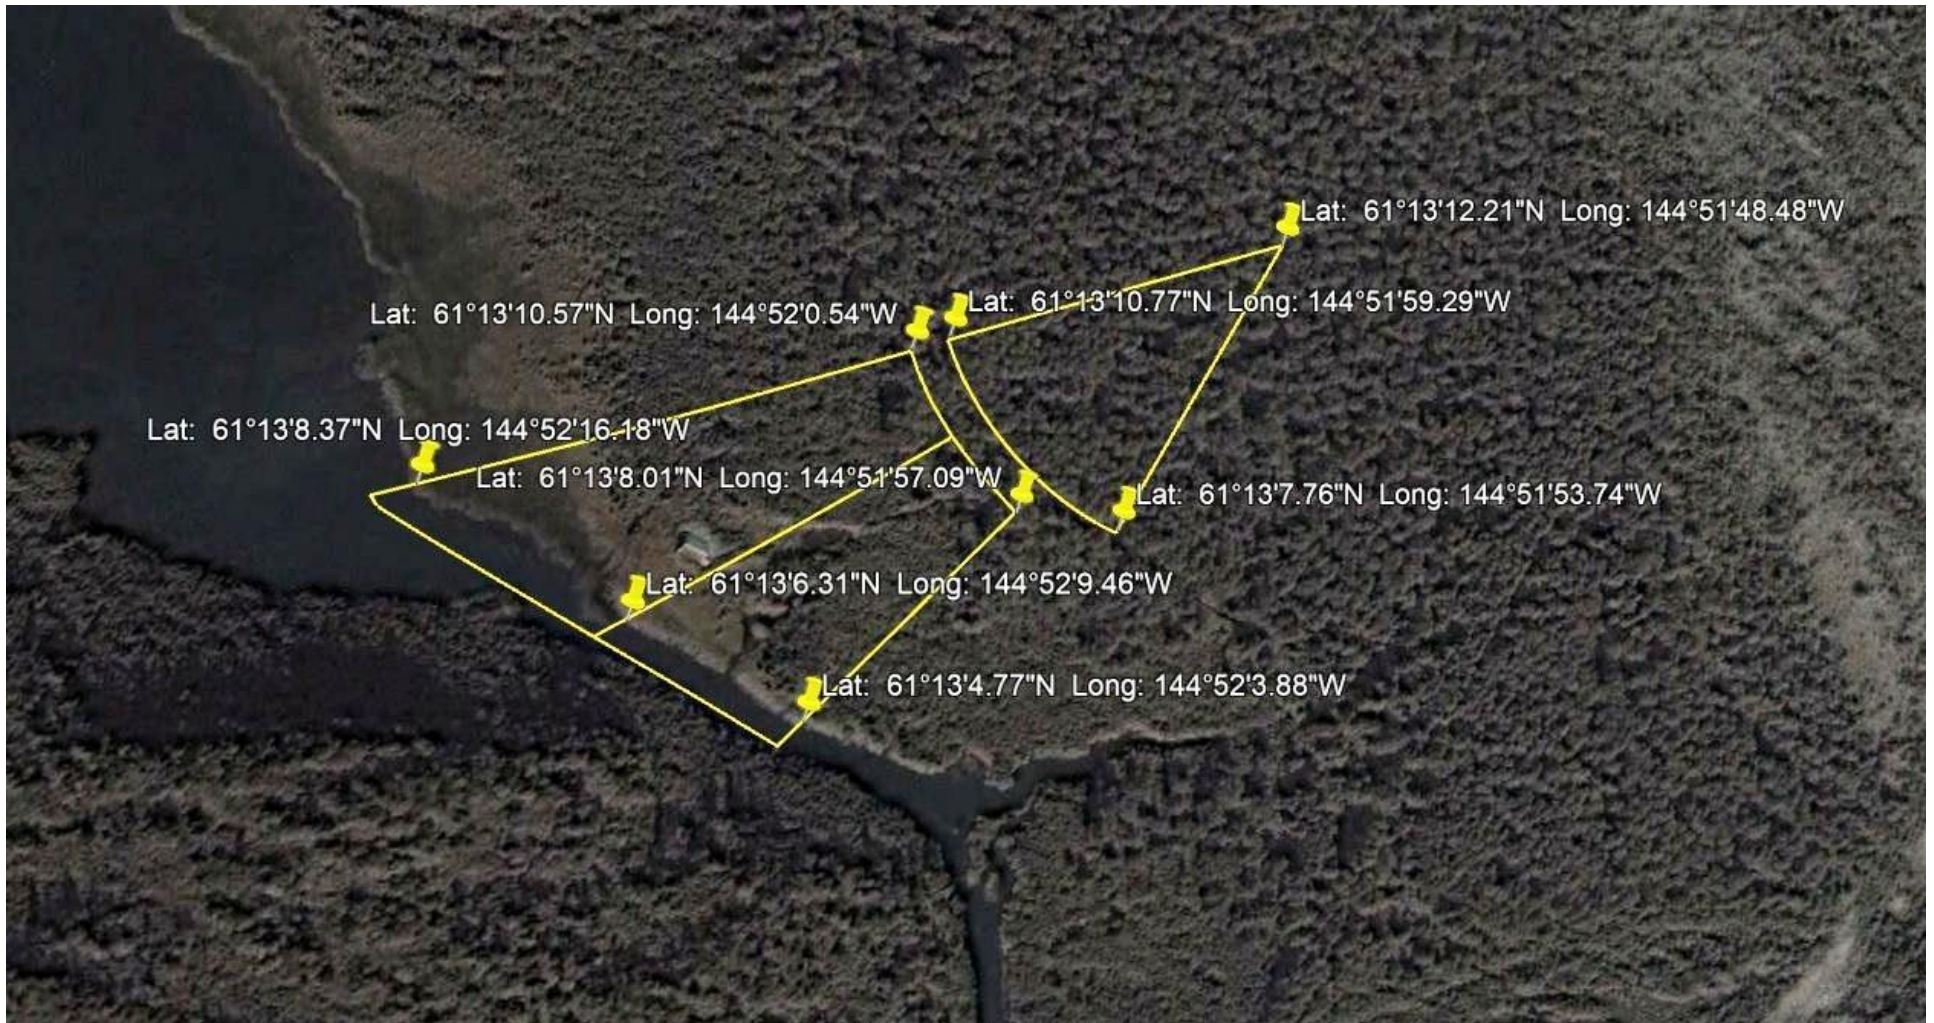 Lat:  61°13'12.21"N  Long: 144°51'48.48"W
Lat:  61°13'10.57"N  Long: 144°52'0.54"W
Lat:  61°13'10.77"N  Long: 144°51'59.29"W
Lat:  61°13'8.37"N  Long: 144°52'16.18"W
Lat:  61°13'8.01"N  Long: 144°51'57.09"W
Lat:  61°13'7.76"N  Long: 144°51'53.74"W
Lat:  61°13'6.31"N  Long: 144°52'9.46"W
Lat:  61°13'4.77"N  Long: 144°52'3.88"W